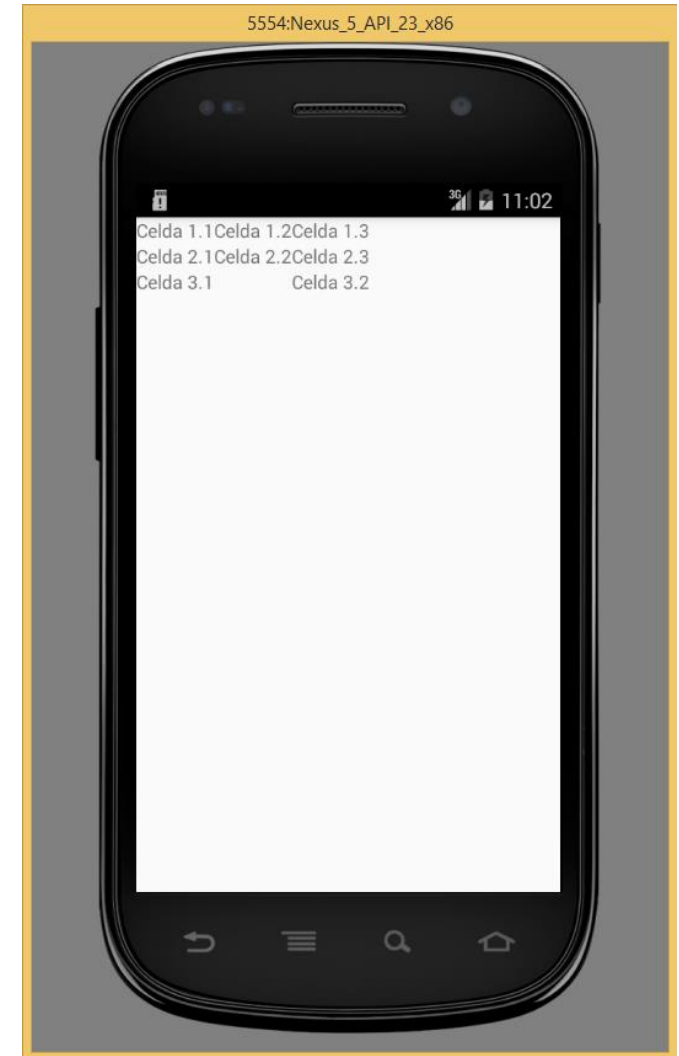 5554:Nexus_5_API_23_x86
3G 11:02
Celda 1.1Celda 1.2Celda 1.3
Celda 2.1Celda 2.2Celda 2.3
Celda 3.1 Celda 3.2